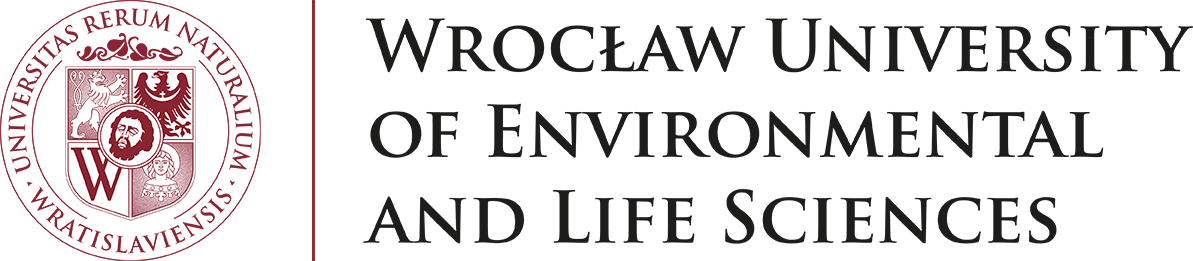 UNIVERSITAS RERUM NATURALIUM
· WRATISLAVIENSIS ·
W
WROCŁAW UNIVERSITY
OF ENVIRONMENTAL
AND LIFE SCIENCES